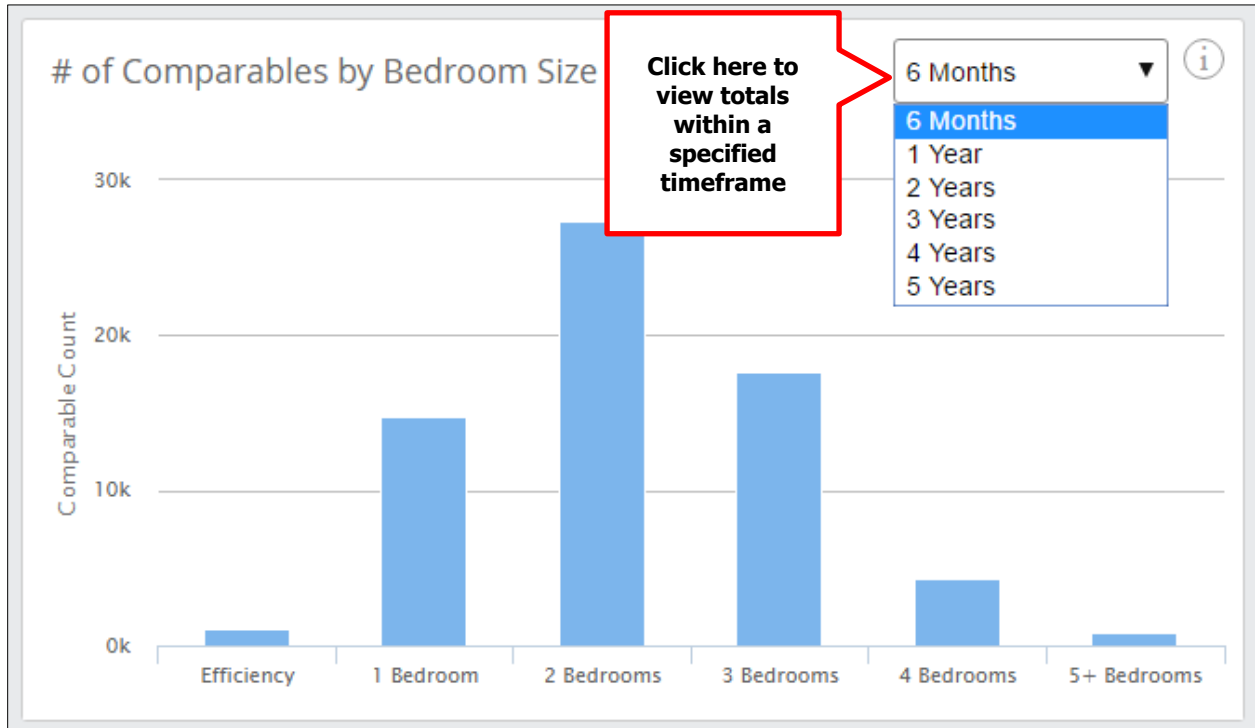 # of Comparables by Bedroom Size
Click here to
view totals
within a
specified
timeframe
6 Months ▼
i
6 Months
1 Year
2 Years
3 Years
4 Years
5 Years
30k
20k
10k
0k
Comparable Count
Efficiency 1 Bedroom 2 Bedrooms 3 Bedrooms 4 Bedrooms 5+ Bedrooms